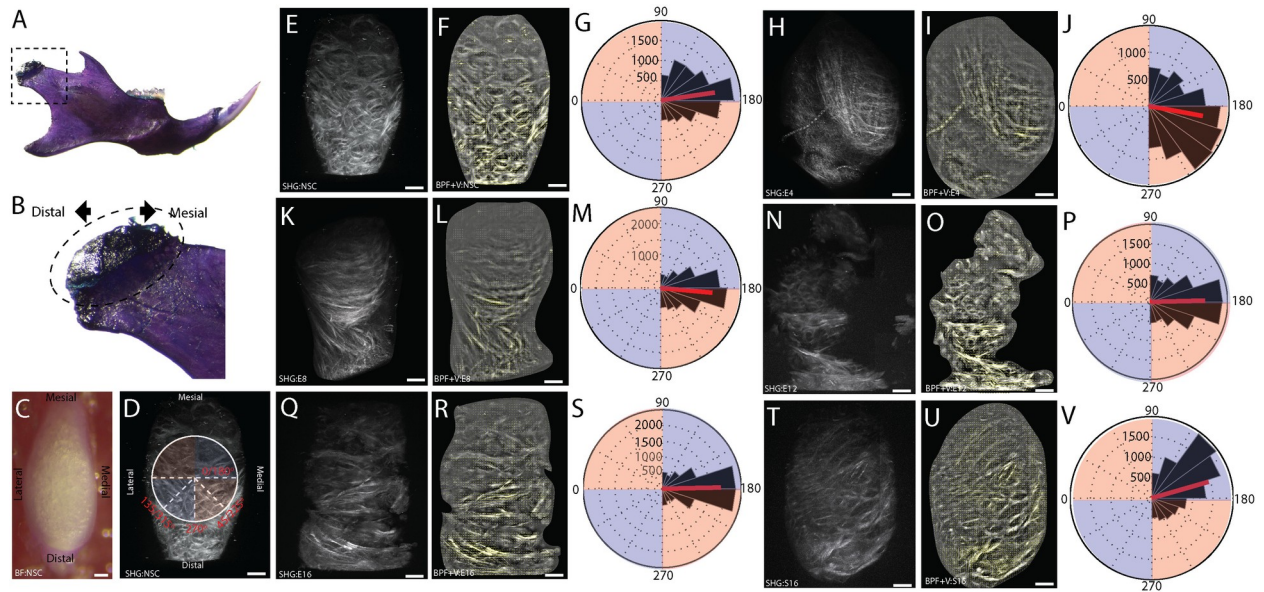 A
B
Distal
Mesial
C
Mesial
Lateral
Medial
Distal
BF:NSC
D
Mesial
Lateral
Medial
Distal
SHG:NSC
E
SHG:NSC
F
BPF+V:NSC
G
90
1500
1000
500
0
180
270
H
SHG:E4
I
BPF+V:E4
J
90
1000
500
0
180
270
K
SHG:E8
L
BPF+V:E8
M
90
2000
1000
0
180
270
N
SHG:E12
O
BPF+V:E12
P
90
1500
1000
500
0
180
270
Q
SHG:E16
R
BPF+V:E16
S
90
2000
1500
1000
500
0
180
270
T
SHG:S16
U
BPF+V:S16
V
90
1500
1000
500
0
180
270